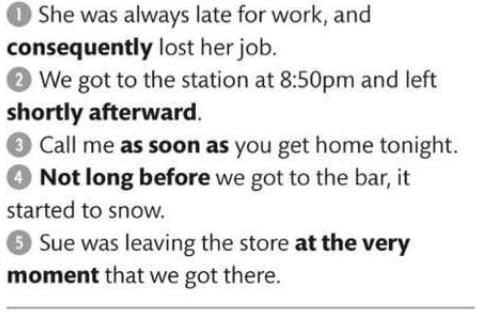 1 She was always late for work, and
consequently lost her job.
2 We got to the station at 8:50pm and left
shortly afterward.
3 Call me as soon as you get home tonight.
4 Not long before we got to the bar, it
started to snow.
5 Sue was leaving the store at the very
moment that we got there.